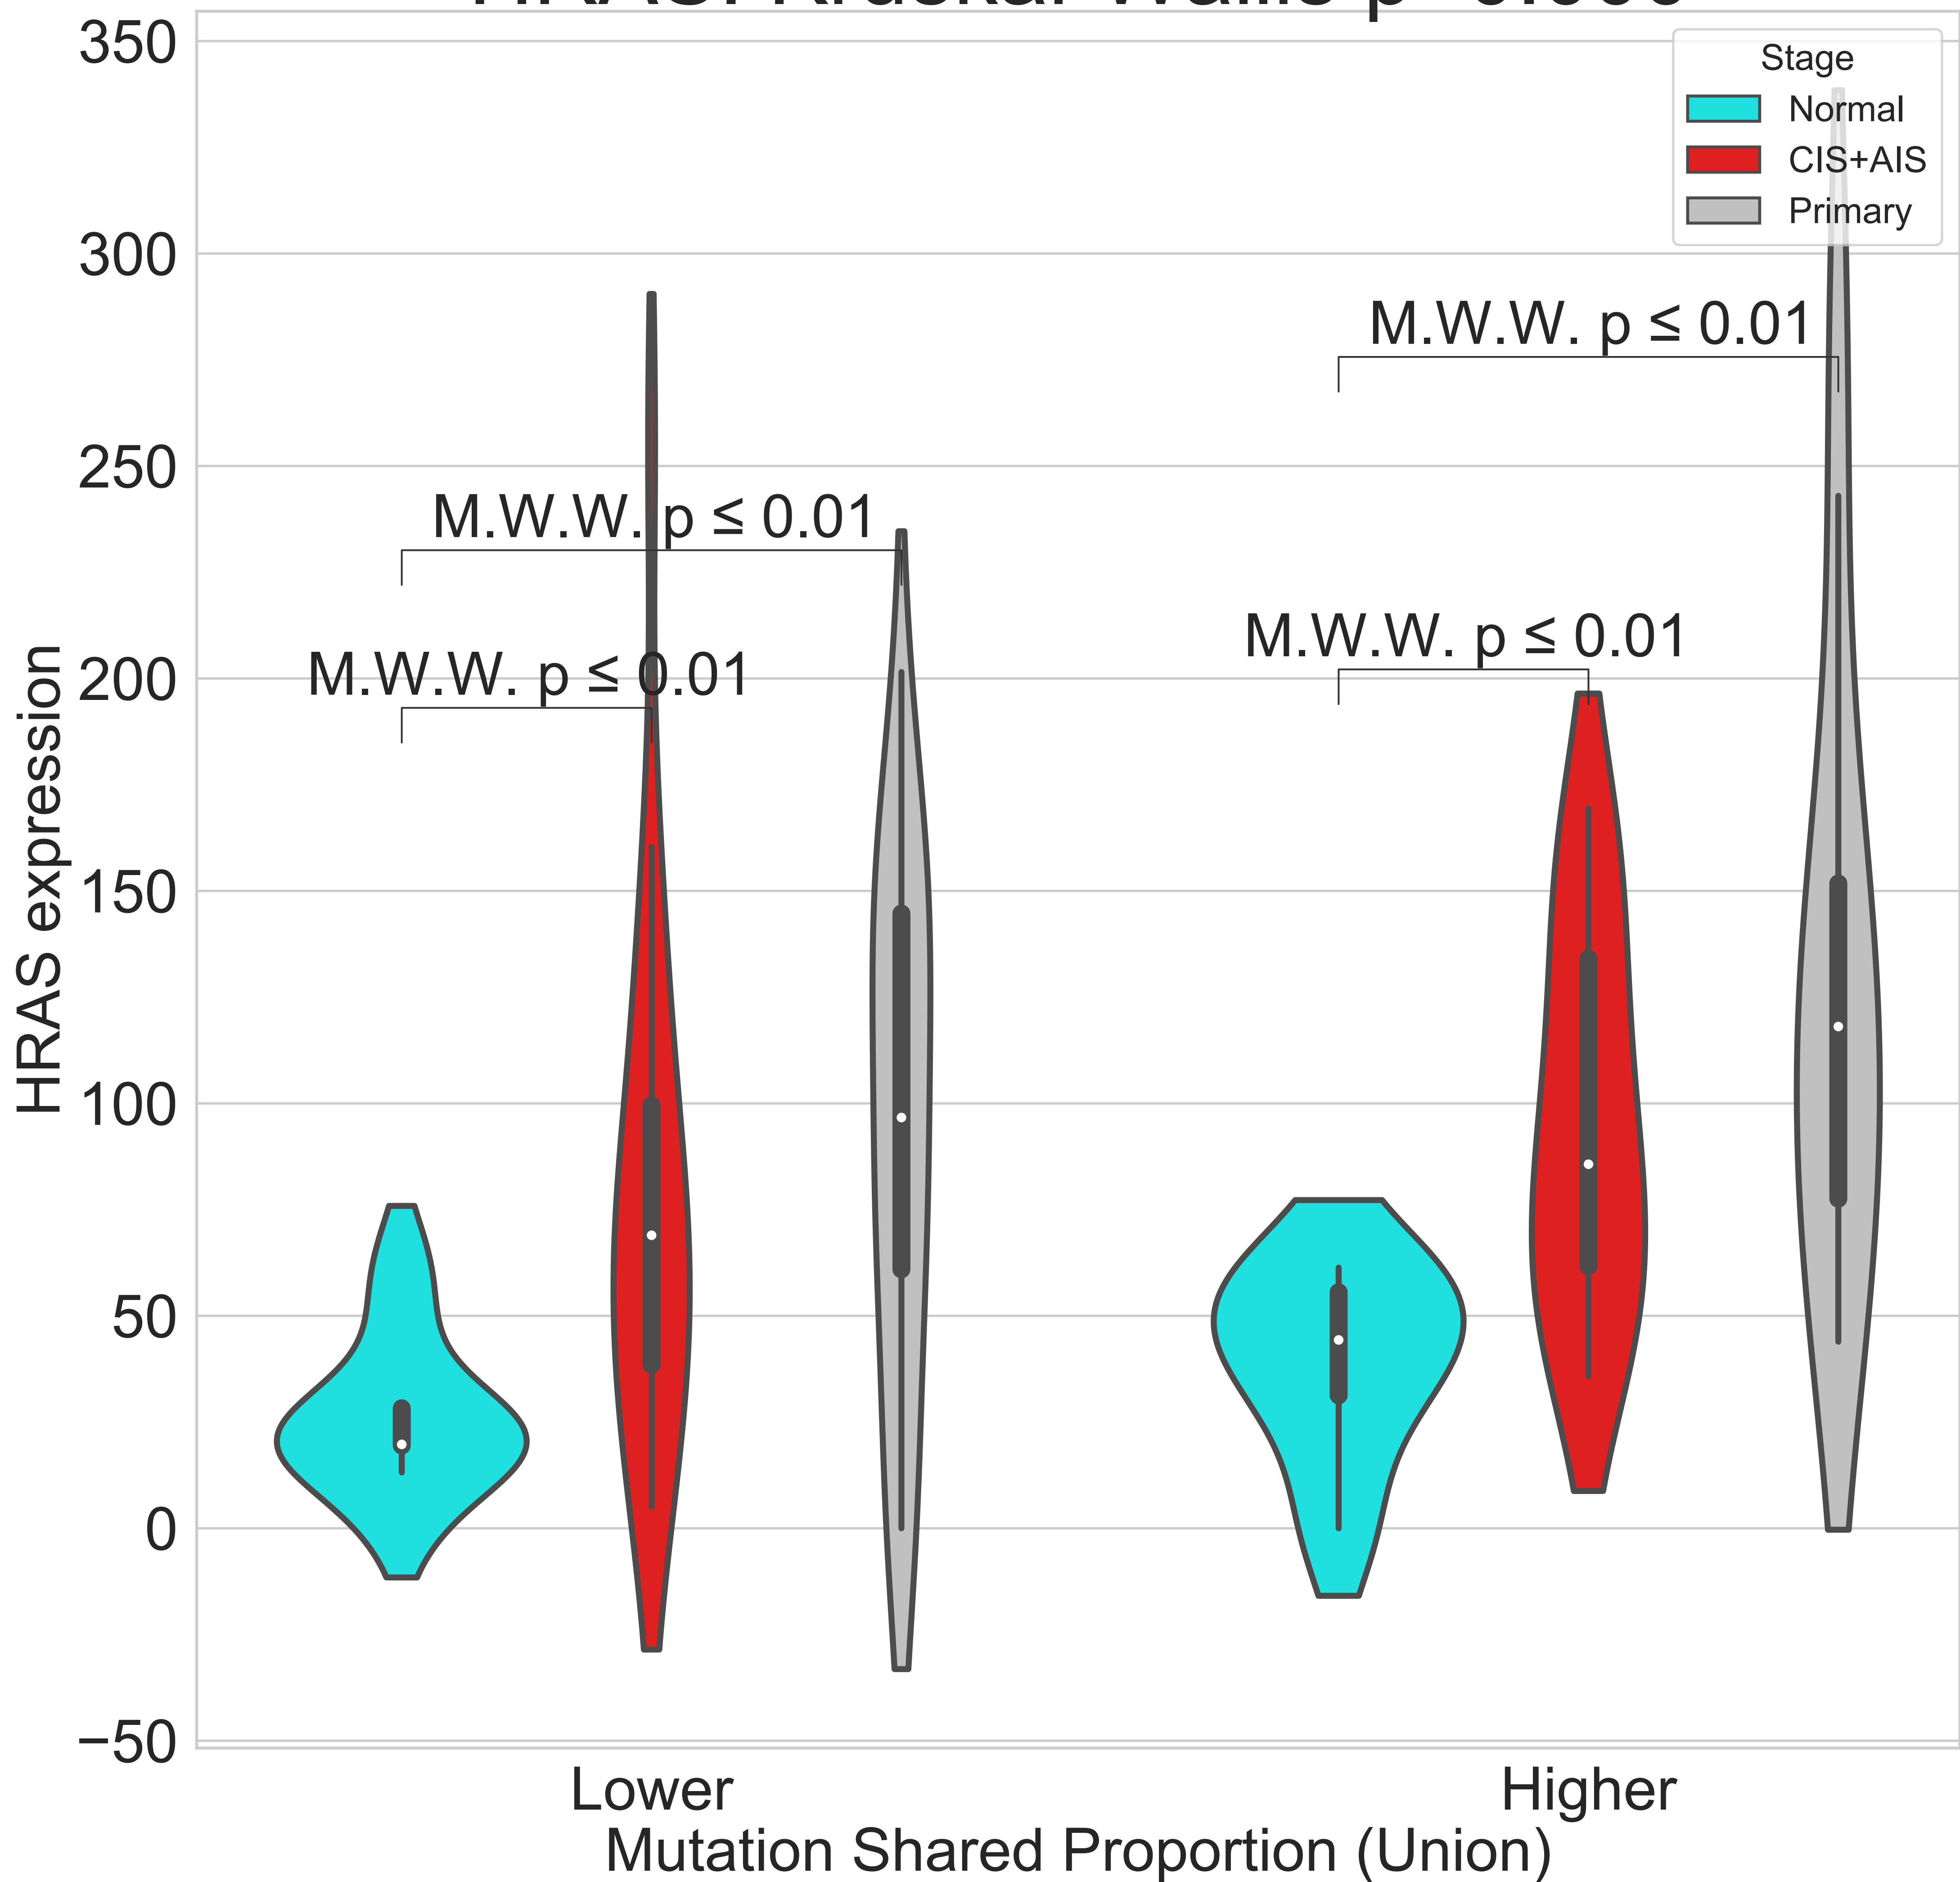 350
Stage
Normal
CIS+AIS
Primary
300
M.W.W. p ≤ 0.01
250
M.W.W. p ≤ 0.01
M.W.W. p ≤ 0.01
200
M.W.W. p ≤ 0.01
HRAS expression
150
100
50
0
−50
Lower
Higher
Mutation Shared Proportion (Union)